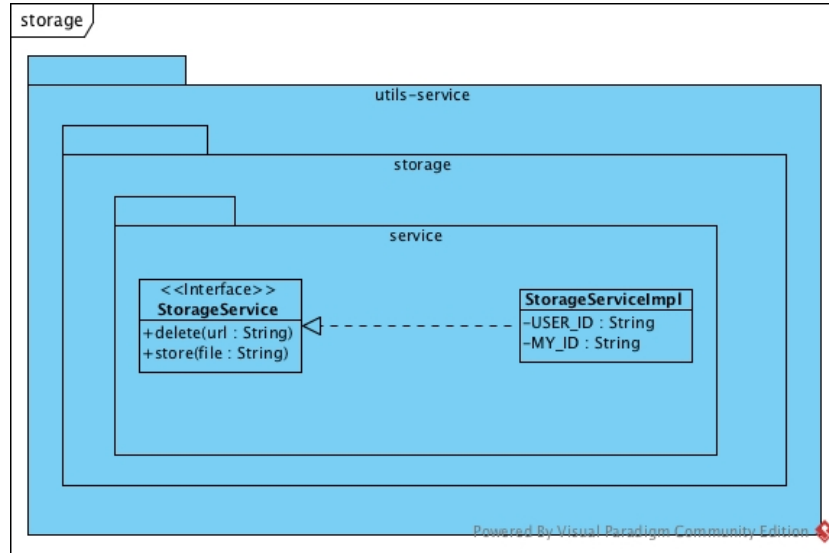 storage
utils-service
storage
service
<<Interface>>
StorageService
+delete(url : String)
+store(file : String)
StorageServiceImpl
-USER_ID : String
-MY_ID : String
Powered By Visual Paradigm Community Edition